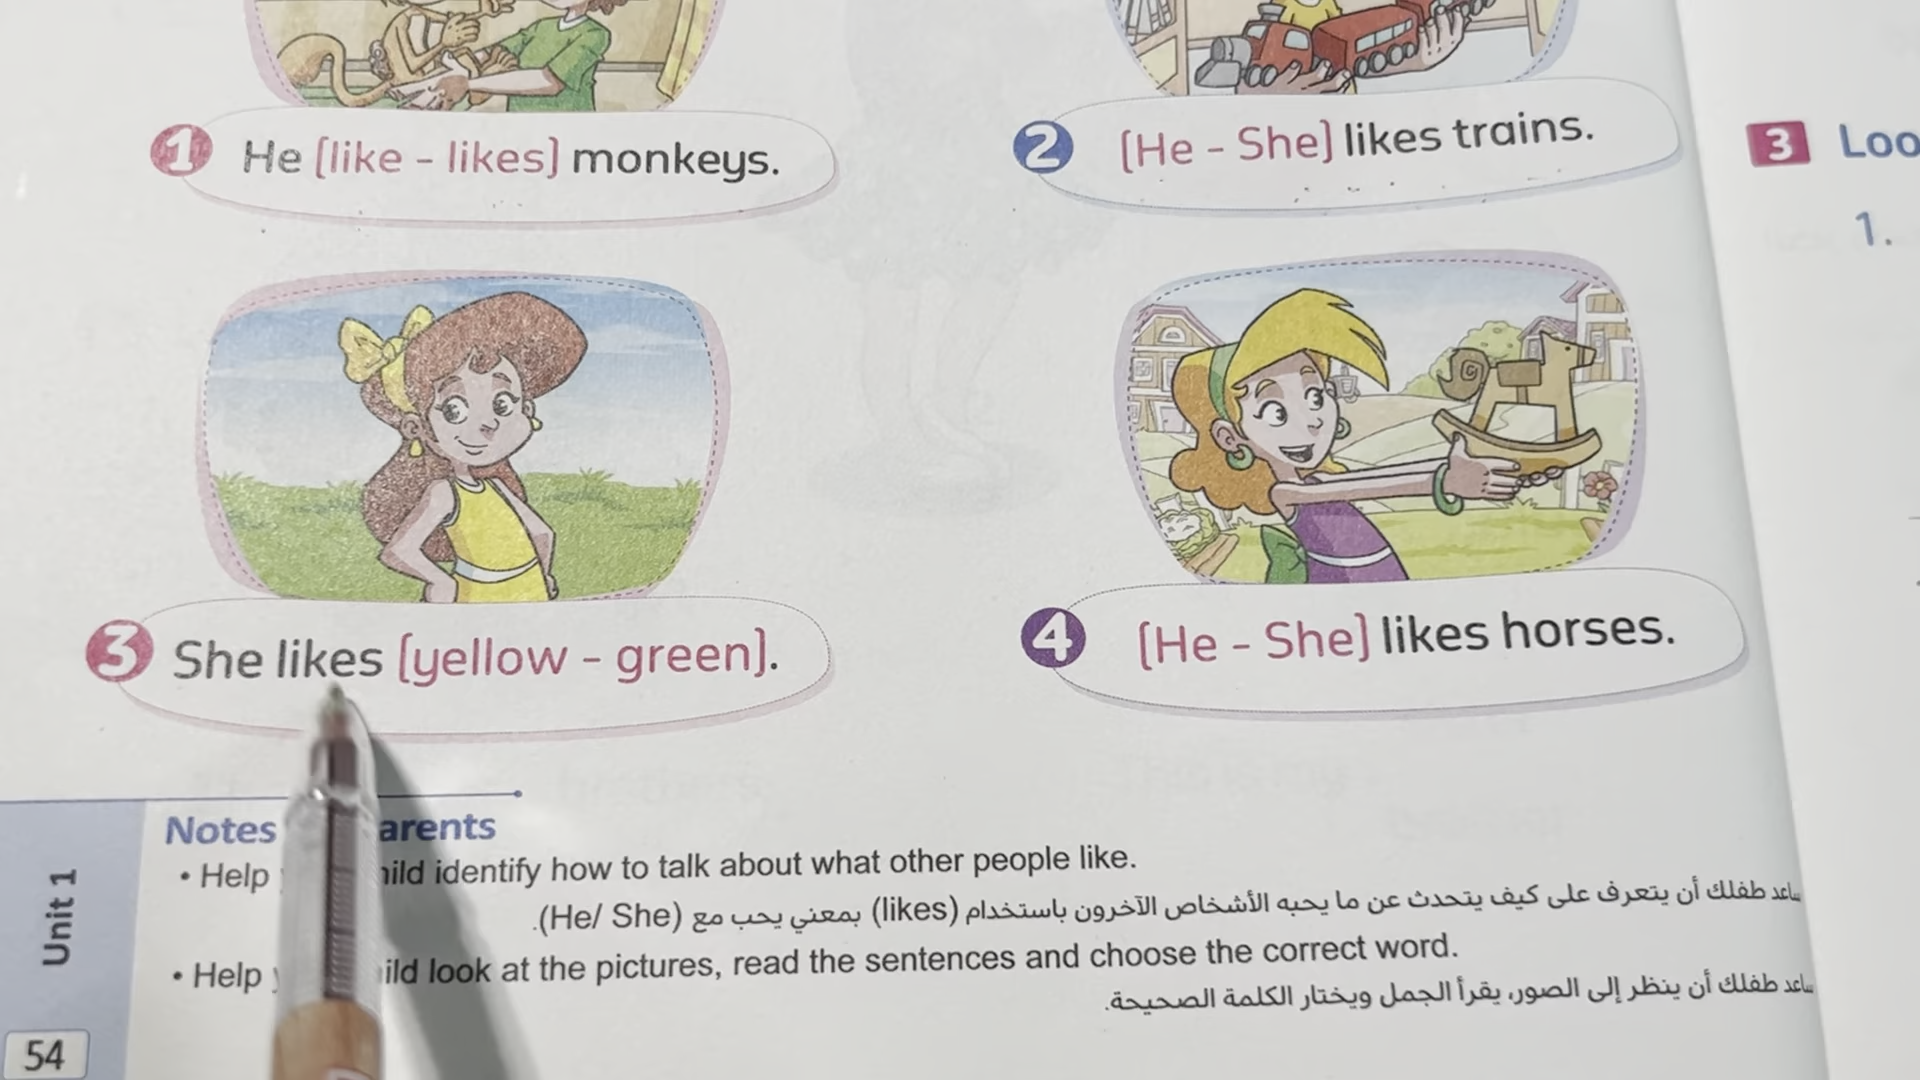 1 He [like - likes] monkeys.
2 [He - She] likes trains.
3 She likes [yellow - green].
4 [He - She] likes horses.
Notes arents
• Help ild identify how to talk about what other people like.
ساعد طفلك أن يتعرف على كيف يتحدث عن ما يحبه الأشخاص الآخرون باستخدام (likes) بمعني يحب مع (He/ She).
• Help ild look at the pictures, read the sentences and choose the correct word.
ساعد طفلك أن ينظر إلى الصور، يقرأ الجمل ويختار الكلمة الصحيحة.
Unit 1
54
3 Loo
1.